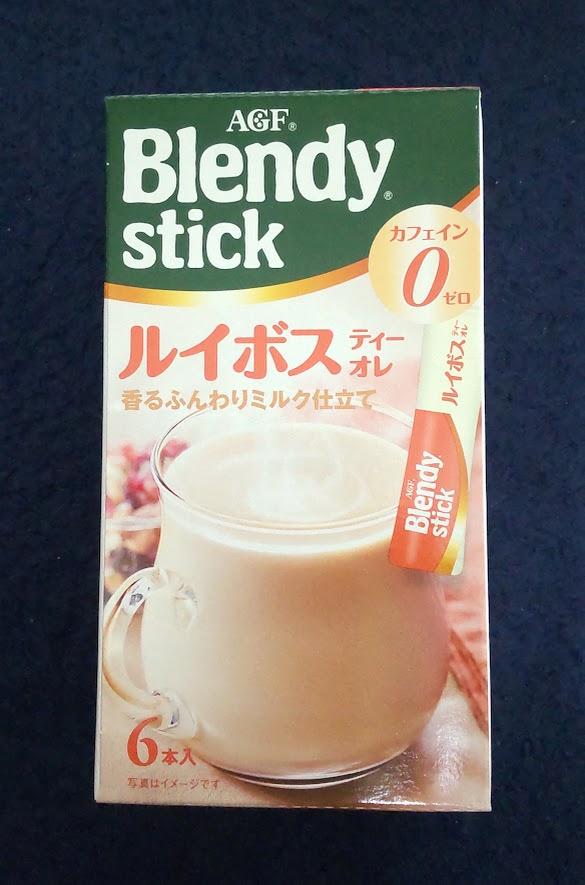 AGF®
Blendy®
stick
カフェイン
0ゼロ
ルイボス ティー
オレ
香るふんわりミルク仕立て
ルイボス ティーオレ
AGF
Blendy
stick
6本入
写真はイメージです